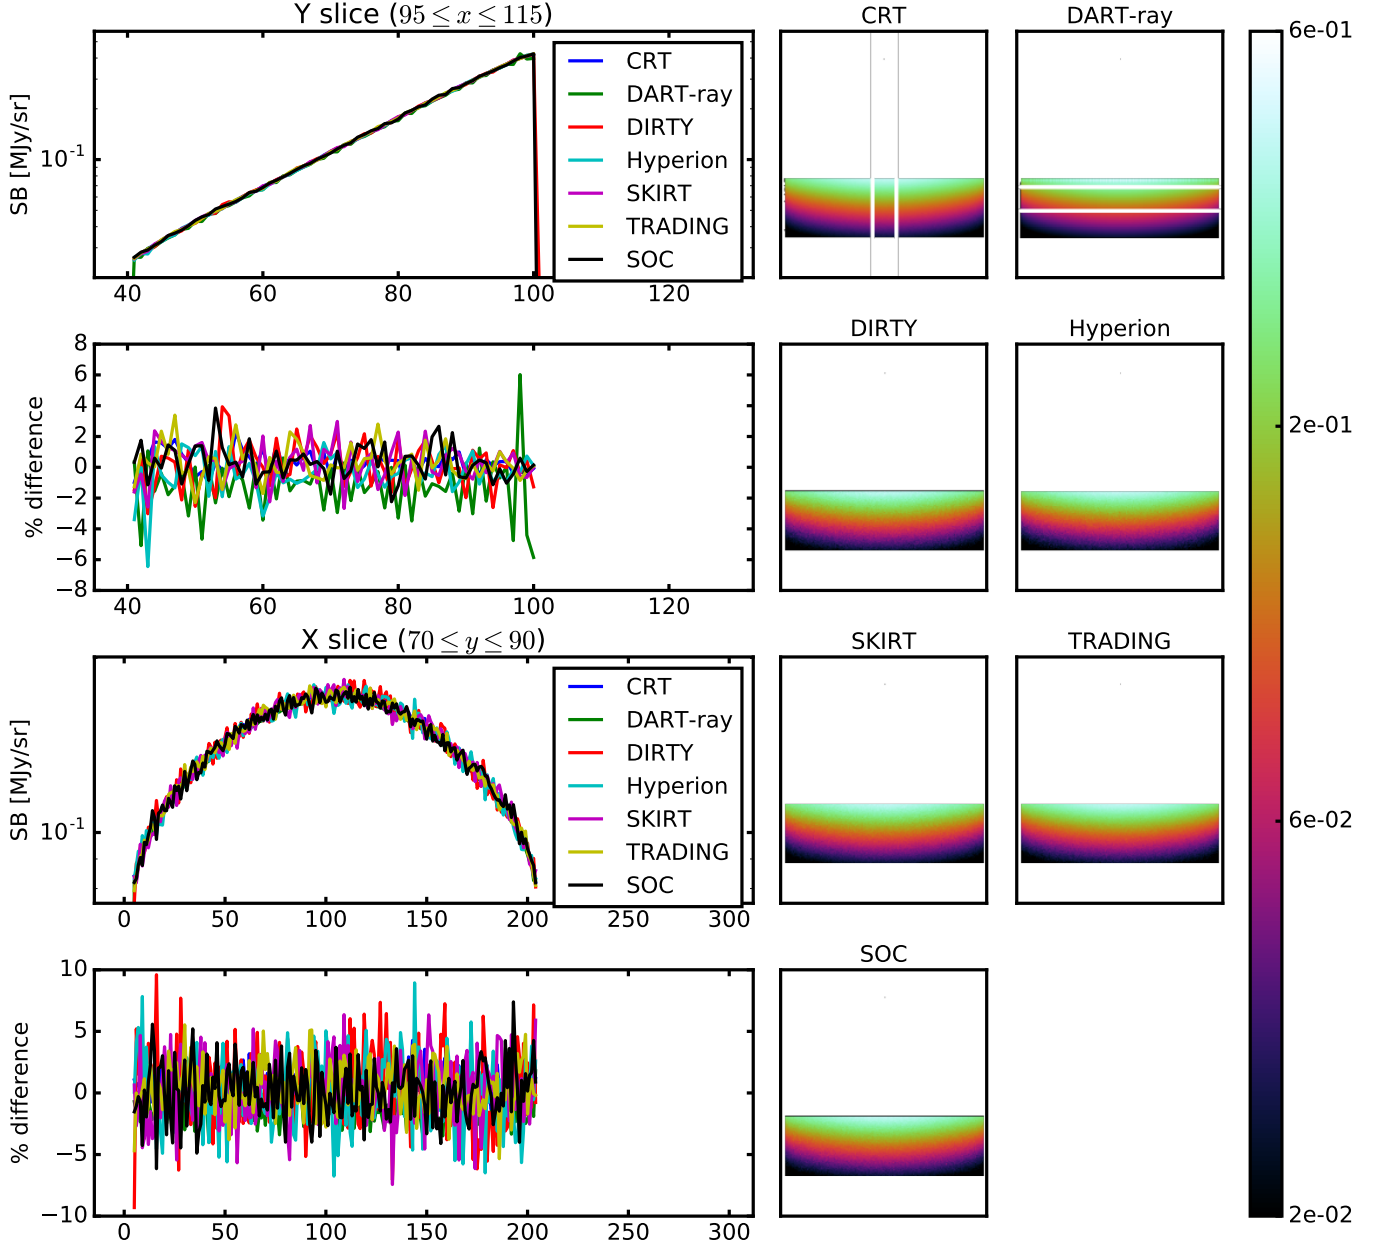 Y slice (95 ≤ x ≤ 115)
SB [MJy/sr]
10⁻¹
CRT
DART-ray
DIRTY
Hyperion
SKIRT
TRADING
SOC
40 60 80 100 120
CRT
DART-ray
6e-01
2e-01
6e-02
2e-02
% difference
8
6
4
2
0
−2
−4
−6
−8
40 60 80 100 120
DIRTY
Hyperion
X slice (70 ≤ y ≤ 90)
SB [MJy/sr]
10⁻¹
CRT
DART-ray
DIRTY
Hyperion
SKIRT
TRADING
SOC
0 50 100 150 200 250 300
SKIRT
TRADING
% difference
10
5
0
−5
−10
0 50 100 150 200 250 300
SOC